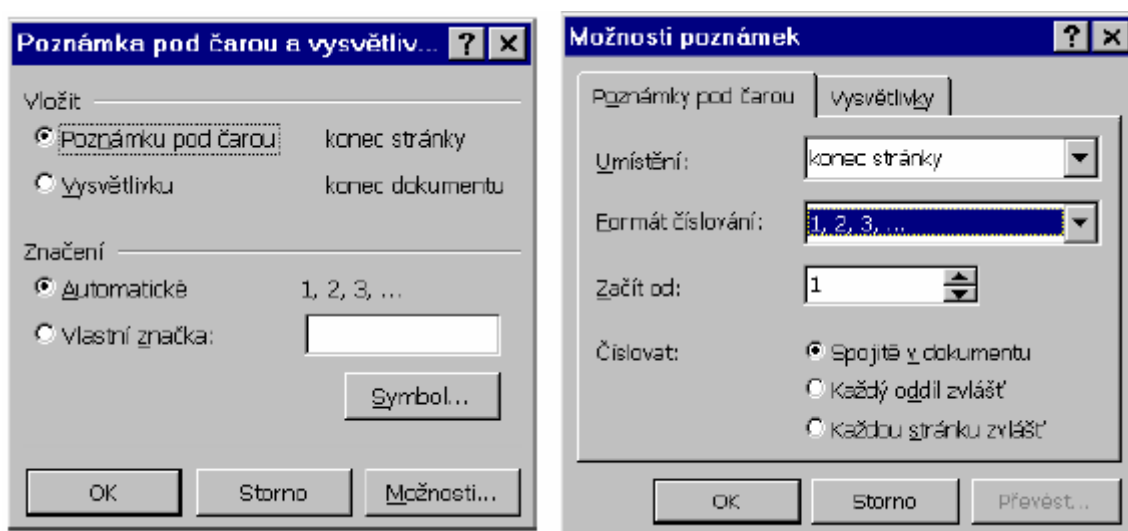 Poznámka pod čarou a vysvětliv...
Vložit
Poznámku pod čarou konec stránky
Vysvětlivku konec dokumentu
Značení
Automatické 1, 2, 3, ...
Vlastní značka:
Symbol...
OK Storno Možnosti...
Možnosti poznámek
Poznámky pod čarou Vysvětlivky
Umístění: konec stránky
Formát číslování: 1, 2, 3, ...
Začít od: 1
Číslovat: Spojitě v dokumentu
Každý oddíl zvlášť
Každou stránku zvlášť
OK Storno Převést...